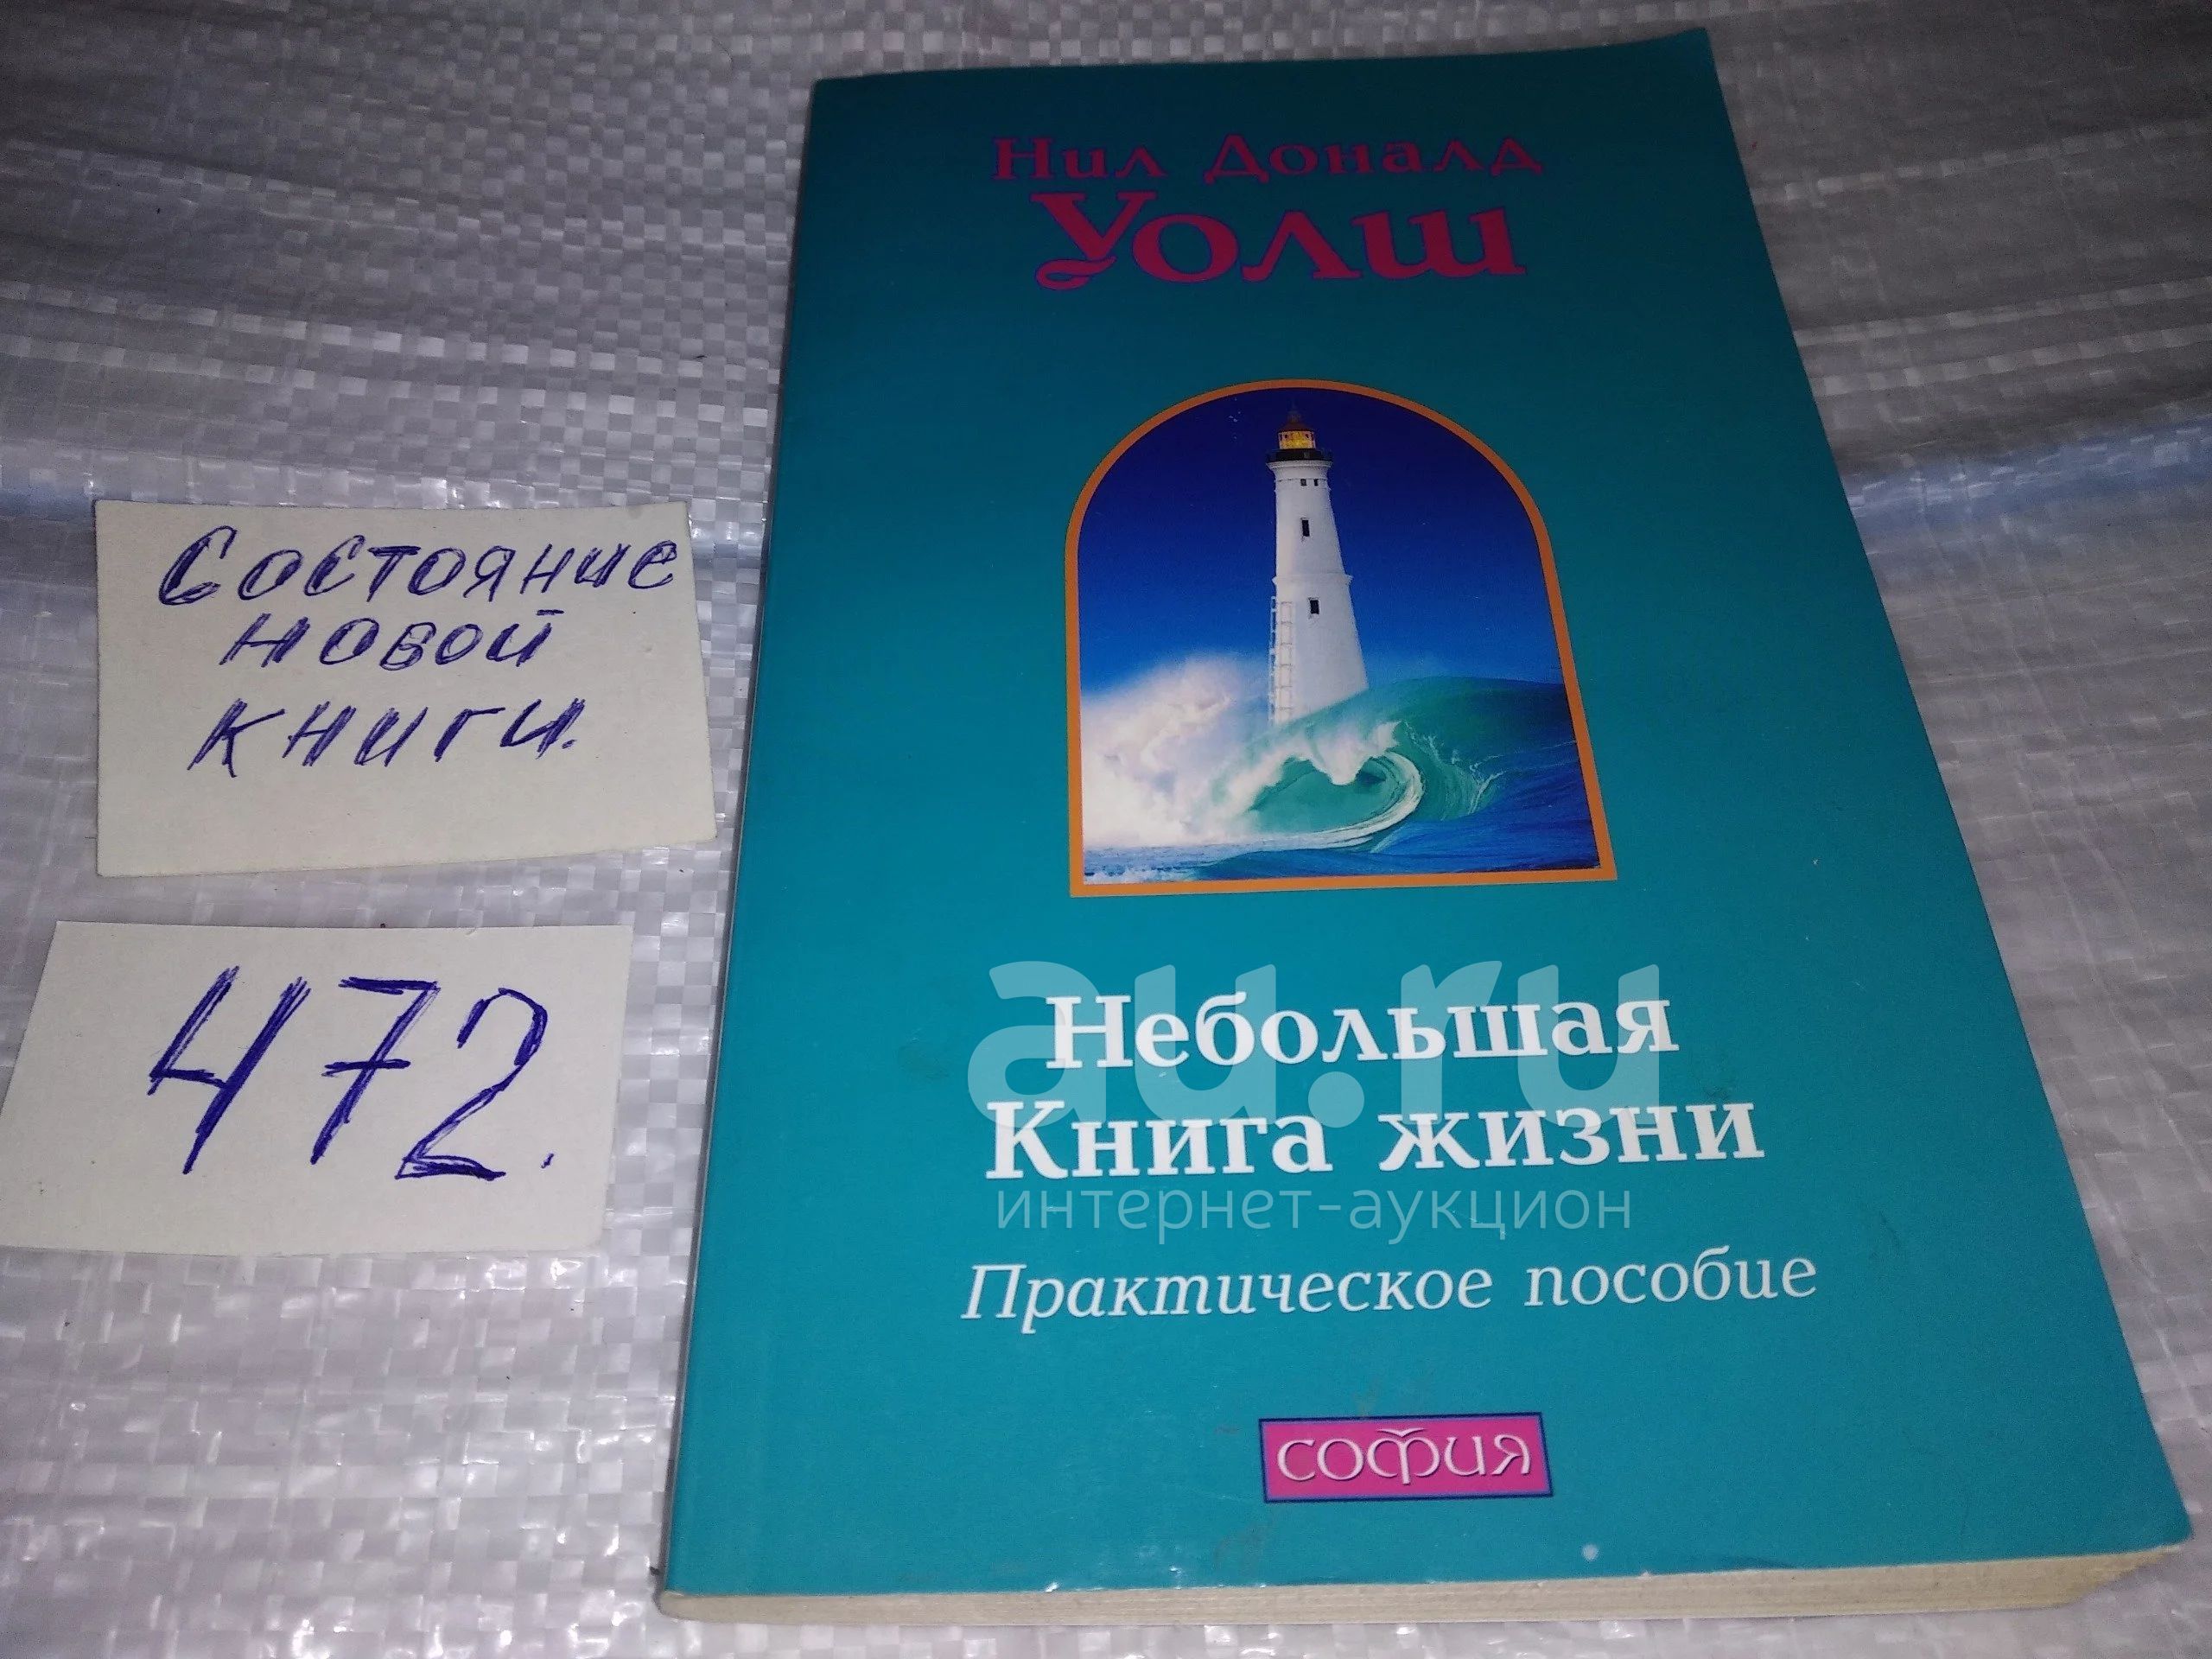 Нил Доналд
Уолш
Состояние
новой
книги.
472.
au.ru
Небольшая
Книга жизни
интернет-аукцион
Практическое пособие
СОФИЯ